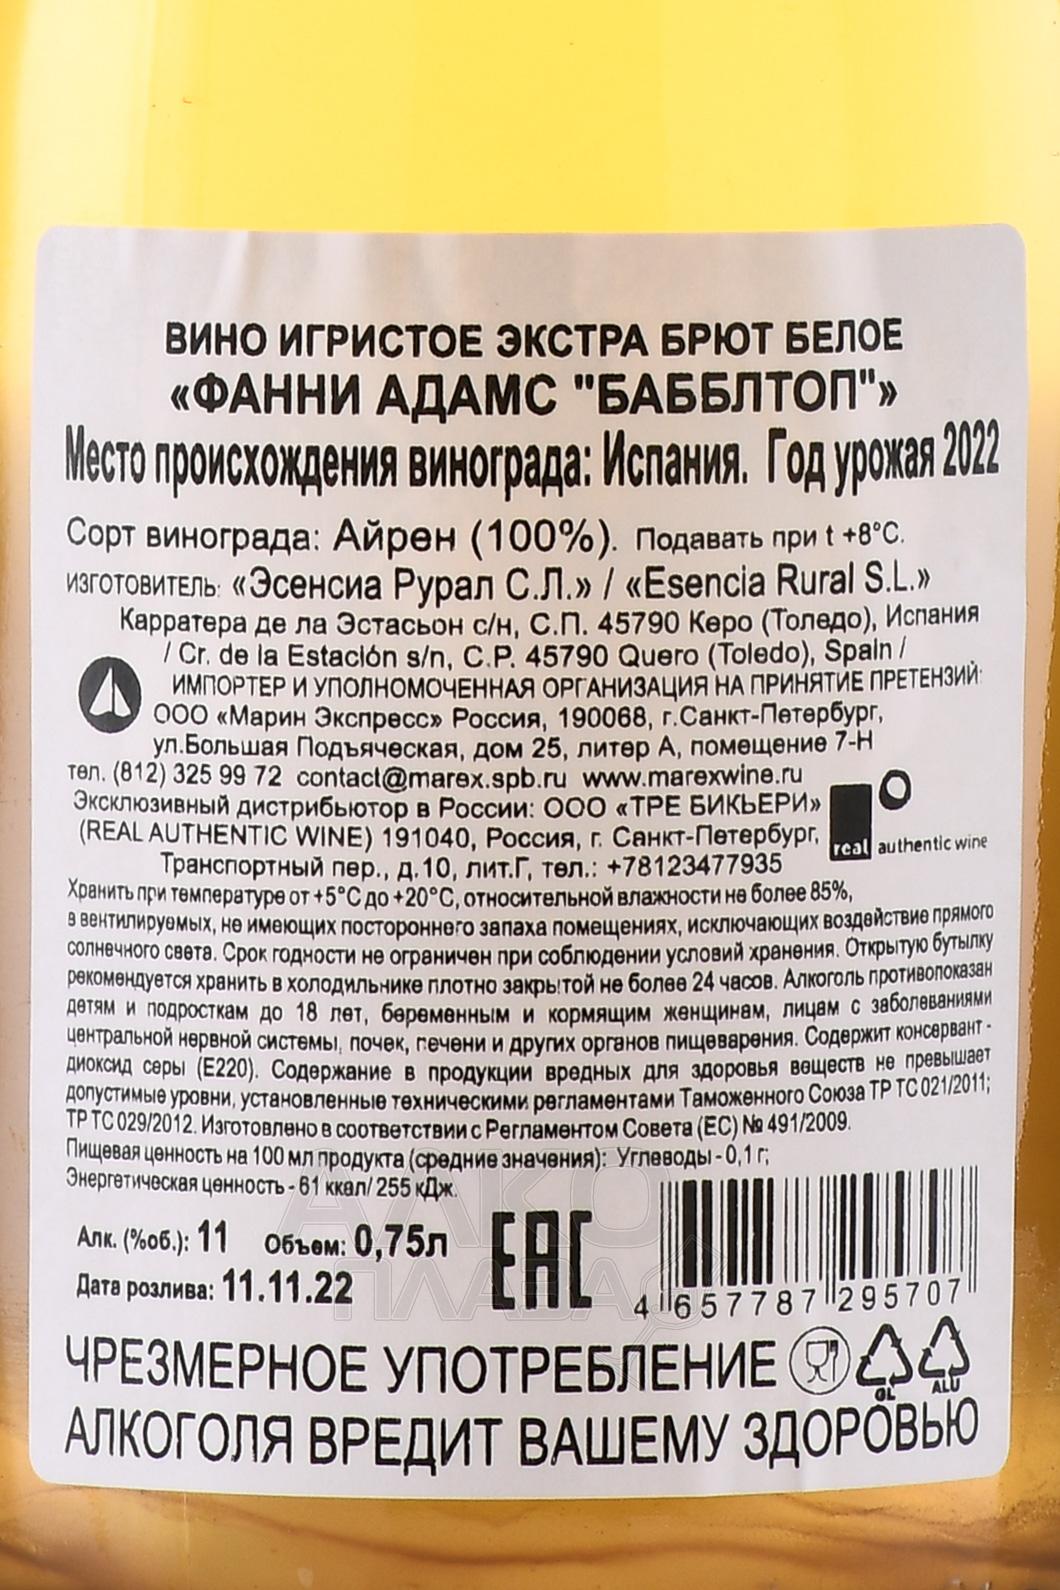 ВИНО ИГРИСТОЕ ЭКСТРА БРЮТ БЕЛОЕ
«ФАННИ АДАМС "БАББЛТОП"»
Место происхождения винограда: Испания. Год урожая 2022
Сорт винограда: Айрен (100%). Подавать при t +8°C.
ИЗГОТОВИТЕЛЬ: «Эсенсиа Рурал С.Л.» / «Esencia Rural S.L.»
Карратера де ла Эстасьон с/н, С.П. 45790 Керо (Толедо), Испания
/ Cr. de la Estación s/n, C.P. 45790 Quero (Toledo), Spain /
ИМПОРТЕР И УПОЛНОМОЧЕННАЯ ОРГАНИЗАЦИЯ НА ПРИНЯТИЕ ПРЕТЕНЗИЙ:
ООО «Марин Экспресс» Россия, 190068, г.Санкт-Петербург,
ул.Большая Подъяческая, дом 25, литер А, помещение 7-Н
тел. (812) 325 99 72 contact@marex.spb.ru www.marexwine.ru
Эксклюзивный дистрибьютор в России: ООО «ТРЕ БИКЬЕРИ»
(REAL AUTHENTIC WINE) 191040, Россия, г. Санкт-Петербург,
real authentic wine
Транспортный пер., д.10, лит.Г, тел.: +78123477935
Хранить при температуре от +5°C до +20°C, относительной влажности не более 85%,
в вентилируемых, не имеющих постороннего запаха помещениях, исключающих воздействие прямого
солнечного света. Срок годности не ограничен при соблюдении условий хранения. Открытую бутылку
рекомендуется хранить в холодильнике плотно закрытой не более 24 часов. Алкоголь противопоказан
детям и подросткам до 18 лет, беременным и кормящим женщинам, лицам с заболеваниями
центральной нервной системы, почек, печени и других органов пищеварения. Содержит консервант -
диоксид серы (Е220). Содержание в продукции вредных для здоровья веществ не превышает
допустимые уровни, установленные техническими регламентами Таможенного Союза ТР ТС 021/2011;
ТР ТС 029/2012. Изготовлено в соответствии с Регламентом Совета (ЕС) № 491/2009.
Пищевая ценность на 100 мл продукта (средние значения): Углеводы - 0,1 г;
Энергетическая ценность - 61 ккал/ 255 кДж.
Алк. (%об.): 11 Объем: 0,75л
Дата розлива: 11.11.22
ЕАС
4 657787 295707
АЛКО
ПЛАВА
ЧРЕЗМЕРНОЕ УПОТРЕБЛЕНИЕ
GL ALU
АЛКОГОЛЯ ВРЕДИТ ВАШЕМУ ЗДОРОВЬЮ